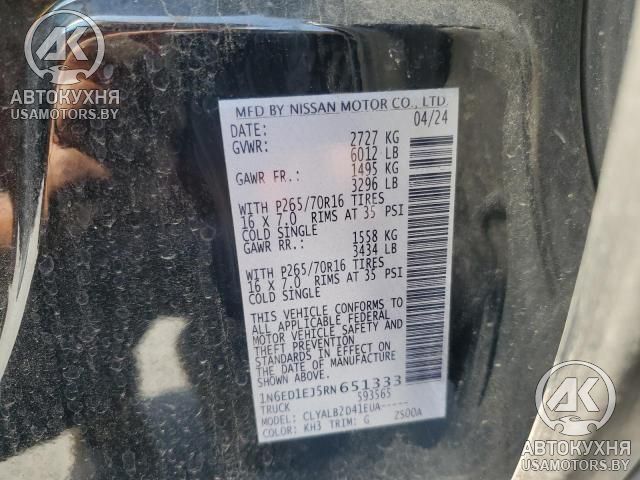 AK
АВТОКУХНЯ
USAMOTORS.BY
MFD BY NISSAN MOTOR CO., LTD.
DATE: 04/24
GVWR: 2727 KG
6012 LB
GAWR FR.: 1495 KG
3296 LB
WITH P265/70R16 TIRES
16 X 7.0 RIMS AT 35 PSI
COLD SINGLE
GAWR RR.: 1558 KG
3434 LB
WITH P265/70R16 TIRES
16 X 7.0 RIMS AT 35 PSI
COLD SINGLE
THIS VEHICLE CONFORMS TO
ALL APPLICABLE FEDERAL
MOTOR VEHICLE SAFETY AND
THEFT PREVENTION
STANDARDS IN EFFECT ON
THE DATE OF MANUFACTURE
SHOWN ABOVE.
1N6ED1EJ5RN651333
TRUCK 593565
MODEL: CLYALBZD41EUA-----
COLOR: KH3 TRIM: G ZS00A
AK
АВТОКУХНЯ
USAMOTORS.BY